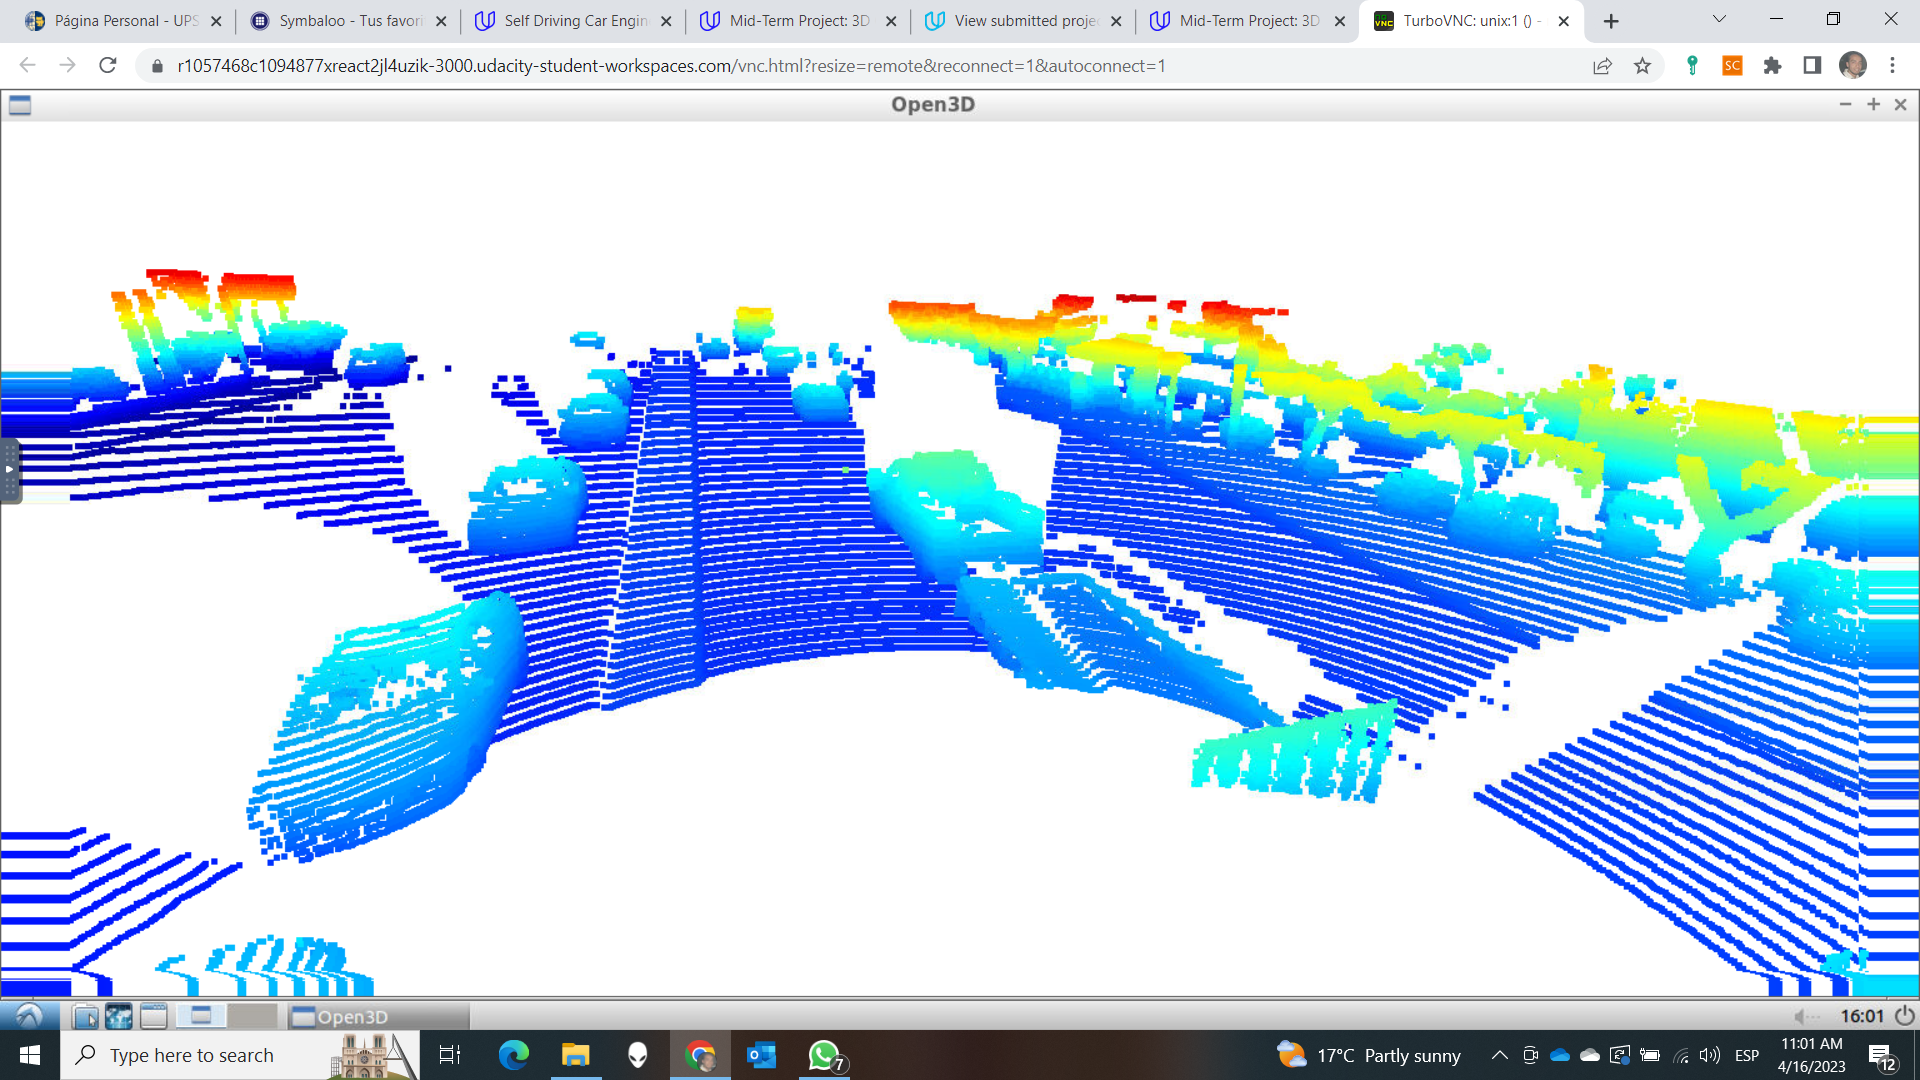 Página Personal - UPS
Symbaloo - Tus favori
Self Driving Car Engin
Mid-Term Project: 3D
View submitted proje
Mid-Term Project: 3D
TurboVNC: unix:1 () -
r1057468c1094877xreact2jl4uzik-3000.udacity-student-workspaces.com/vnc.html?resize=remote&reconnect=1&autoconnect=1
SC
Open3D
Open3D
16:01
Type here to search
7
17°C Partly sunny
ESP
11:01 AM
4/16/2023
12